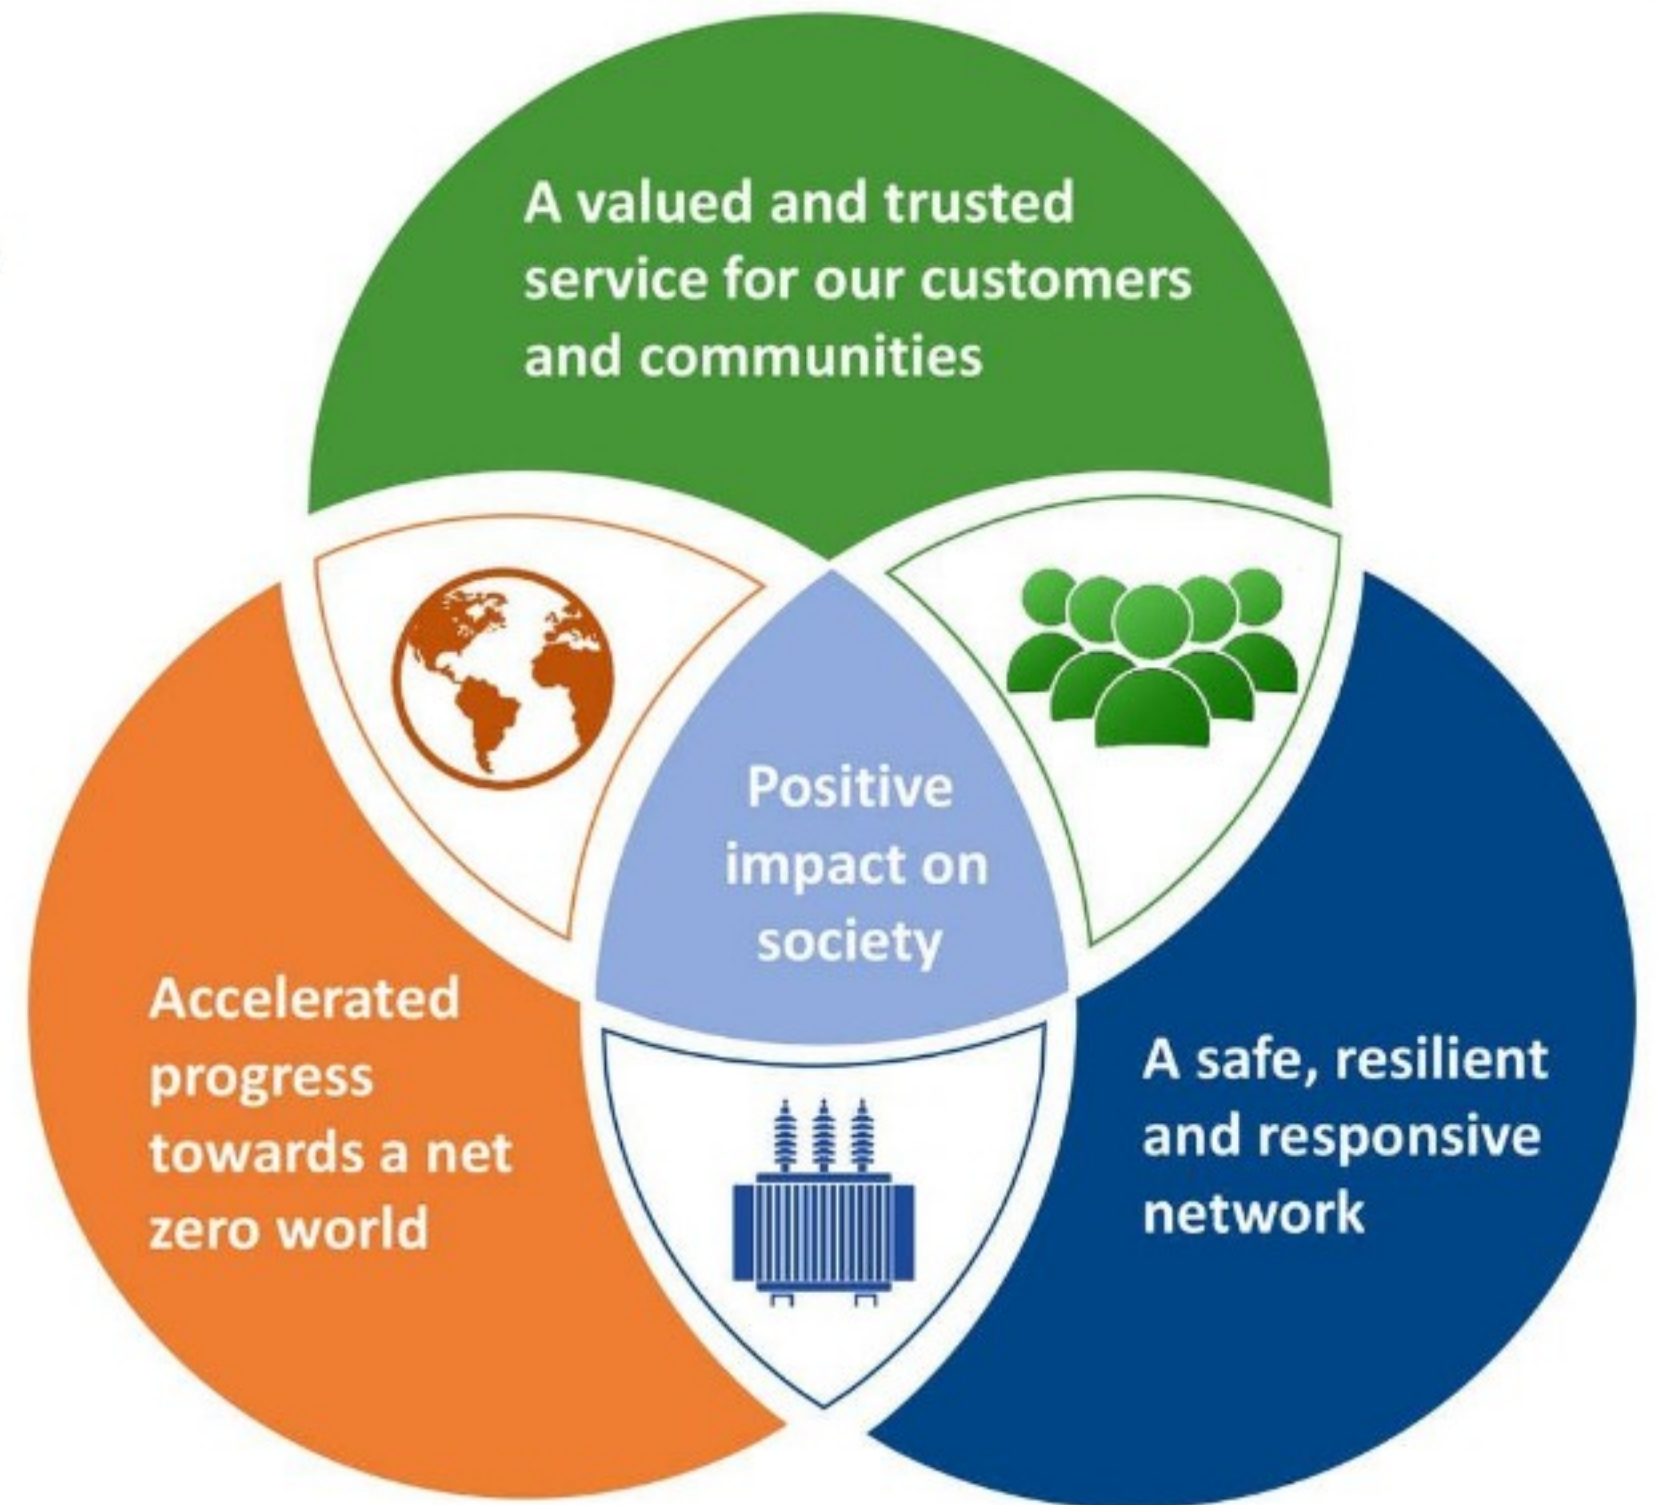 A valued and trusted
service for our customers
and communities
Positive
impact on
society
Accelerated
progress
towards a net
zero world
A safe, resilient
and responsive
network